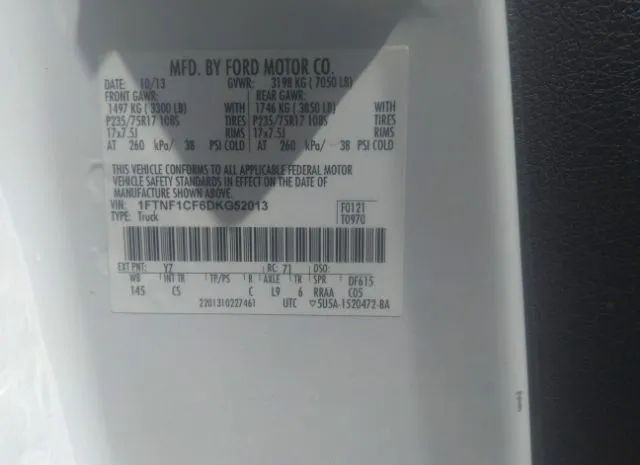 MFD. BY FORD MOTOR CO.
DATE: 10/13 GVWR: 3198 KG ( 7050 LB)
FRONT GAWR: REAR GAWR:
1497 KG ( 3300 LB) WITH 1746 KG ( 3850 LB) WITH
P235/75R17 108S TIRES P235/75R17 108S TIRES
17x7.5J RIMS 17x7.5J RIMS
AT 260 kPa/ 38 PSI COLD AT 260 kPa/ 38 PSI COLD
THIS VEHICLE CONFORMS TO ALL APPLICABLE FEDERAL MOTOR
VEHICLE SAFETY STANDARDS IN EFFECT ON THE DATE OF
MANUFACTURE SHOWN ABOVE.
VIN: 1FTNF1CF6DKG52013 F0121
TYPE: Truck T0970
EXT PNT: YZ RC: 71 DSO:
WB INT TR TP/PS R AXLE TR SPR DF615
145 CS C L9 6 RRAA C05
2201310227461 UTC ▽5U5A-1520472-BA